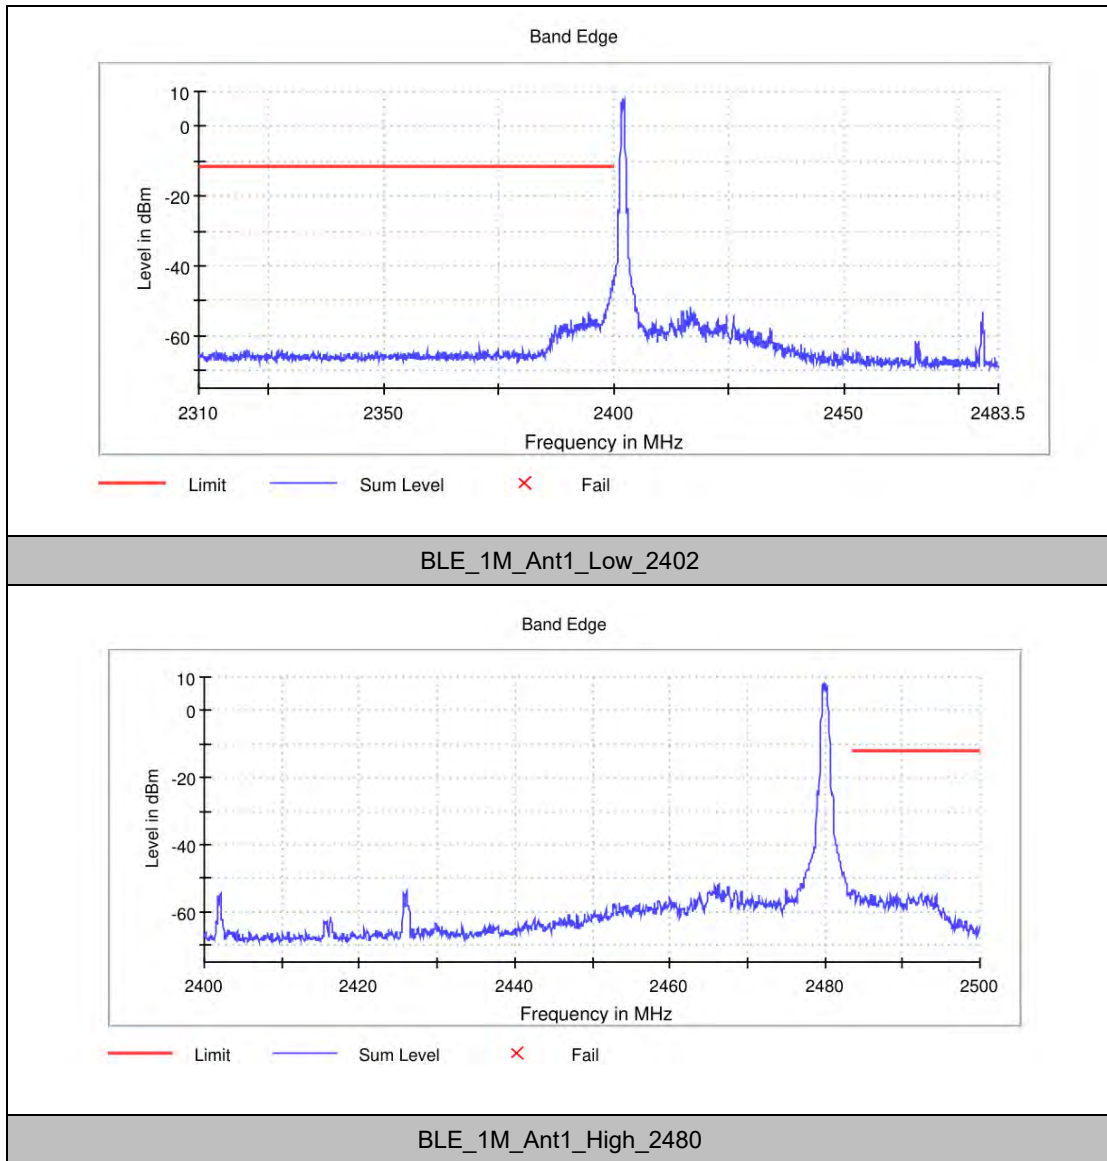 Band Edge
10
0
-20
-40
-60
Level in dBm
2310 2350 2400 2450 2483.5
Frequency in MHz
Limit Sum Level × Fail
BLE_1M_Ant1_Low_2402
Band Edge
10
0
-20
-40
-60
Level in dBm
2400 2420 2440 2460 2480 2500
Frequency in MHz
Limit Sum Level × Fail
BLE_1M_Ant1_High_2480